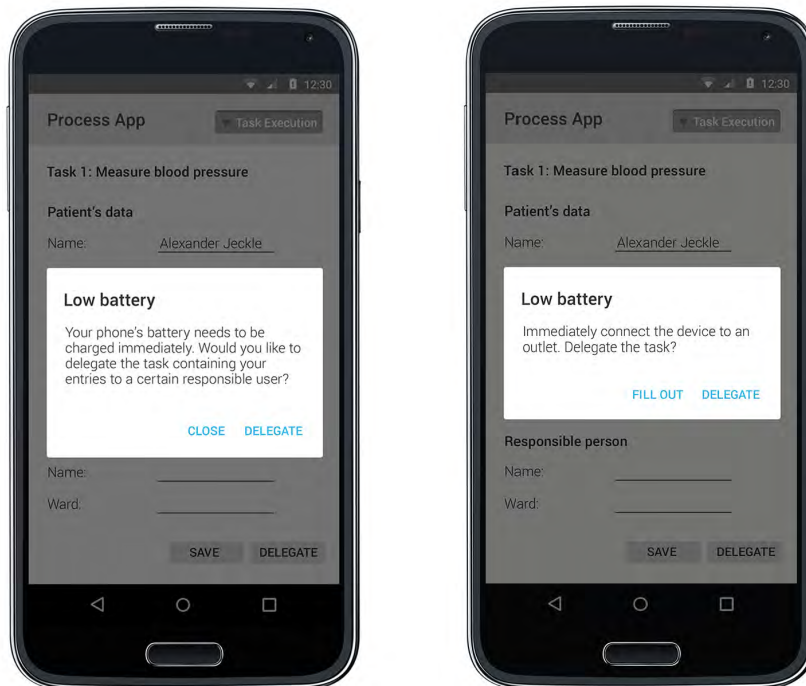 12:30
Process App
Task Execution
Task 1: Measure blood pressure
Patient's data
Name: Alexander Jeckle
Low battery
Your phone's battery needs to be
charged immediately. Would you like to
delegate the task containing your
entries to a certain responsible user?
CLOSE DELEGATE
Name:
Ward:
SAVE DELEGATE
12:30
Process App
Task Execution
Task 1: Measure blood pressure
Patient's data
Name: Alexander Jeckle
Low battery
Immediately connect the device to an
outlet. Delegate the task?
FILL OUT DELEGATE
Responsible person
Name:
Ward:
SAVE DELEGATE